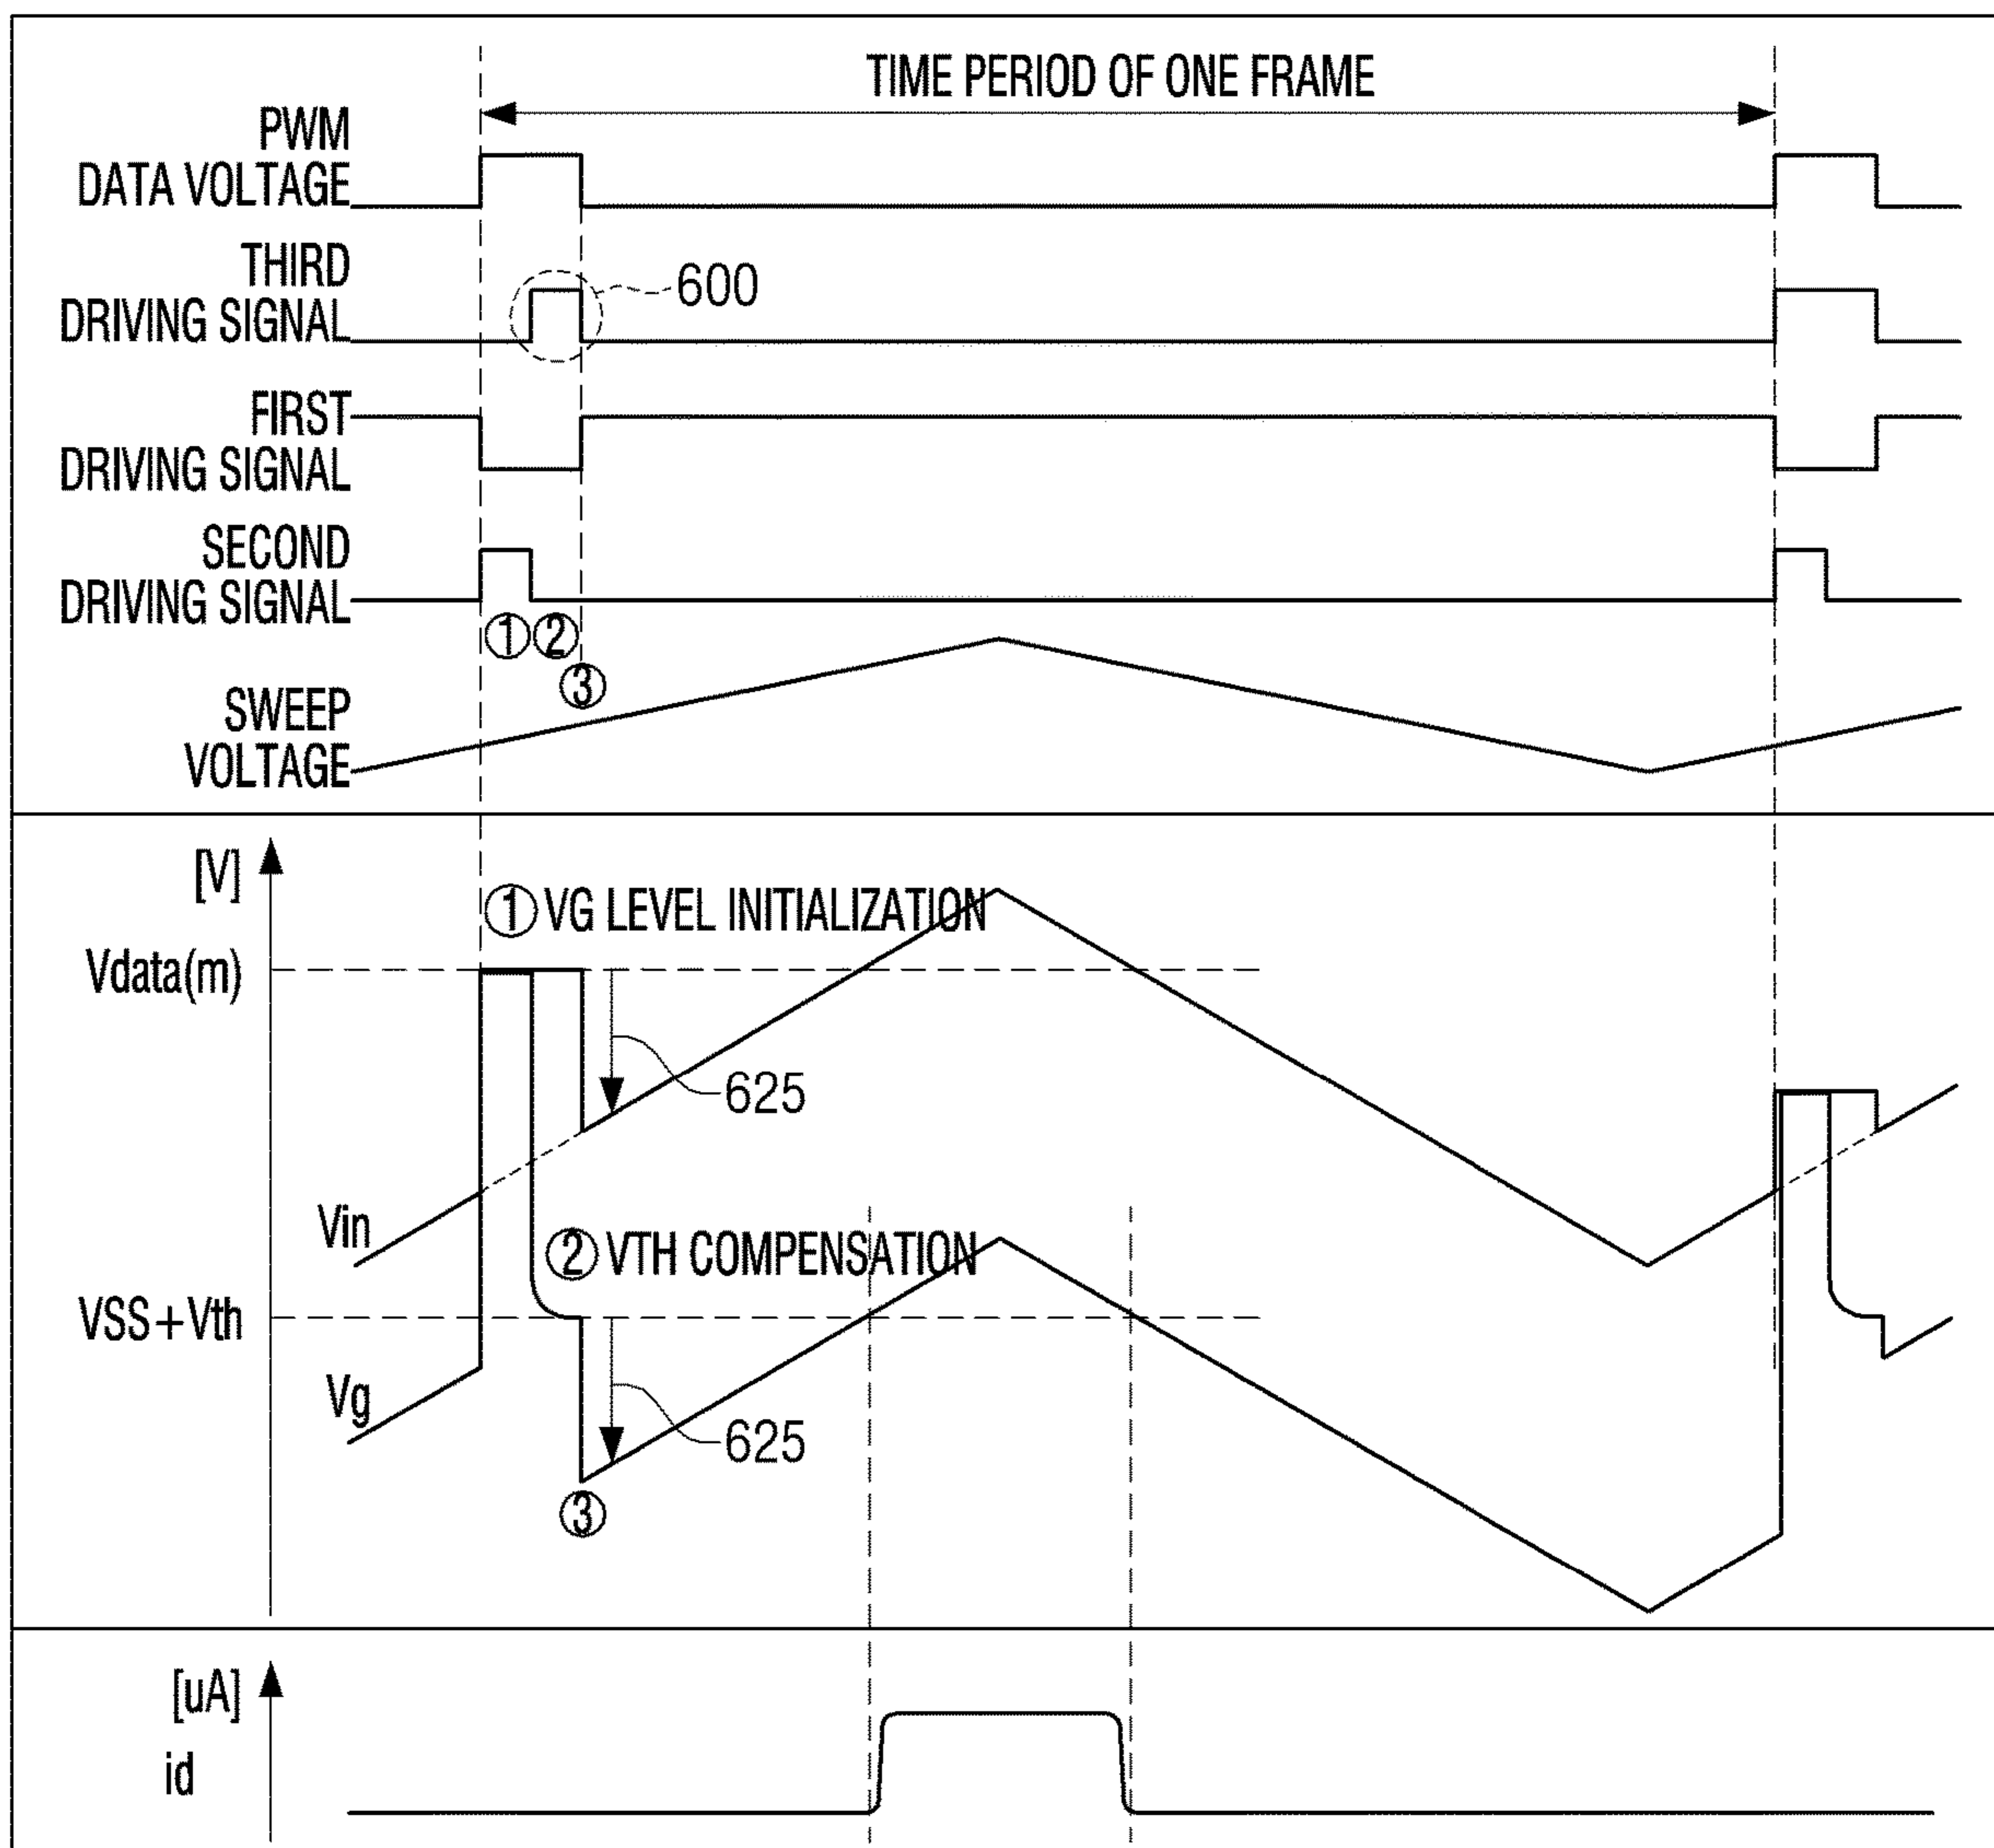 TIME PERIOD OF ONE FRAME
PWM
DATA VOLTAGE
THIRD
DRIVING SIGNAL
600
FIRST
DRIVING SIGNAL
SECOND
DRIVING SIGNAL
① ②
③
SWEEP
VOLTAGE
[V]
① VG LEVEL INITIALIZATION
Vdata(m)
625
Vin
② VTH COMPENSATION
VSS+Vth
Vg
625
③
[uA]
id